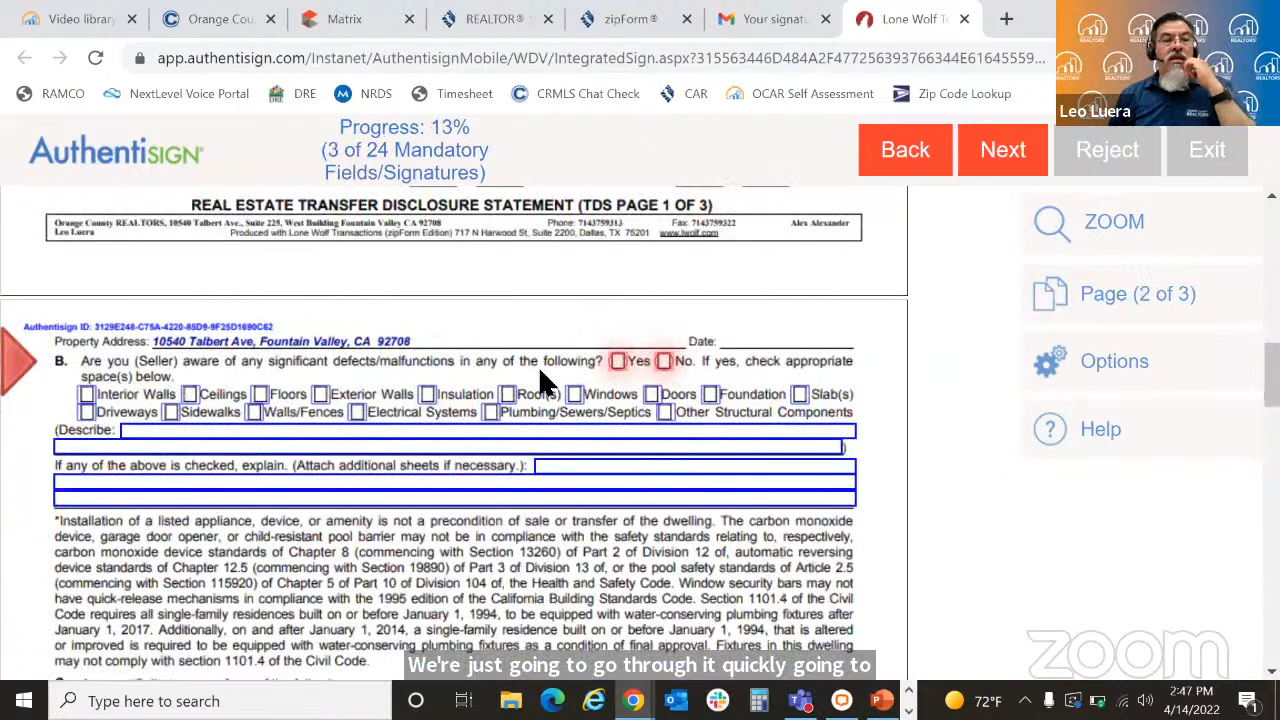 Your library
Orange Cou
Matrix
REALTOR®
zipForm®
Your signatu
Lone Wolf T
app.authentisign.com/Instanet/AuthentisignMobile/WDV/IntegratedSign.aspx?315563446D484A2F477256393766344E61645559...
RAMCO
NextLevel Voice Portal
DRE
NRDS
Timesheet
CRMLS Chat Check
CAR
OCAR Self Assessment
Zip Code Lookup
Leo Luera
AUTHENTISIGN®
Progress: 13%
(3 of 24 Mandatory
Fields/Signatures)
Back
Next
Reject
Exit
REAL ESTATE TRANSFER DISCLOSURE STATEMENT (TDS PAGE 1 OF 3)
Orange County REALTORS, 10540 Talbert Ave., Suite 225, West Building Fountain Valley CA 92708 Phone: 7143759313 Fax: 7143759322 Alex Alexander
Leo Luera Produced with Lone Wolf Transactions (zipForm Edition) 717 N Harwood St, Suite 2200, Dallas, TX 75201 www.lwolf.com
Authentisign ID: 3129E248-C75A-4220-85D9-9F25D1690C62
Property Address: 10540 Talbert Ave, Fountain Valley, CA 92708 Date:
B. Are you (Seller) aware of any significant defects/malfunctions in any of the following? Yes No. If yes, check appropriate
space(s) below.
Interior Walls Ceilings Floors Exterior Walls Insulation Roof(s) Windows Doors Foundation Slab(s)
Driveways Sidewalks Walls/Fences Electrical Systems Plumbing/Sewers/Septics Other Structural Components
(Describe:
)
If any of the above is checked, explain. (Attach additional sheets if necessary.):
*Installation of a listed appliance, device, or amenity is not a precondition of sale or transfer of the dwelling. The carbon monoxide
device, garage door opener, or child-resistant pool barrier may not be in compliance with the safety standards relating to, respectively,
carbon monoxide device standards of Chapter 8 (commencing with Section 13260) of Part 2 of Division 12 of, automatic reversing
device standards of Chapter 12.5 (commencing with Section 19890) of Part 3 of Division 13 of, or the pool safety standards of Article 2.5
(commencing with Section 115920) of Chapter 5 of Part 10 of Division 104 of, the Health and Safety Code. Window security bars may not
have quick-release mechanisms in compliance with the 1995 edition of the California Building Standards Code. Section 1101.4 of the Civil
Code requires all single-family residences built on or before January 1, 1994, to be equipped with water-conserving plumbing fixtures after
January 1, 2017. Additionally, on and after January 1, 2014, a single-family residence built on or before January 1, 1994, that is altered
or improved is required to be equipped with water-conserving plumbing fixtures as a condition of final approval. Fixtures in this dwelling
may not comply with section 1101.4 of the Civil Code.
ZOOM
Page (2 of 3)
Options
Help
We're just going to go through it quickly going to
zoom
Type here to search
72°F
2:47 PM
4/14/2022
1